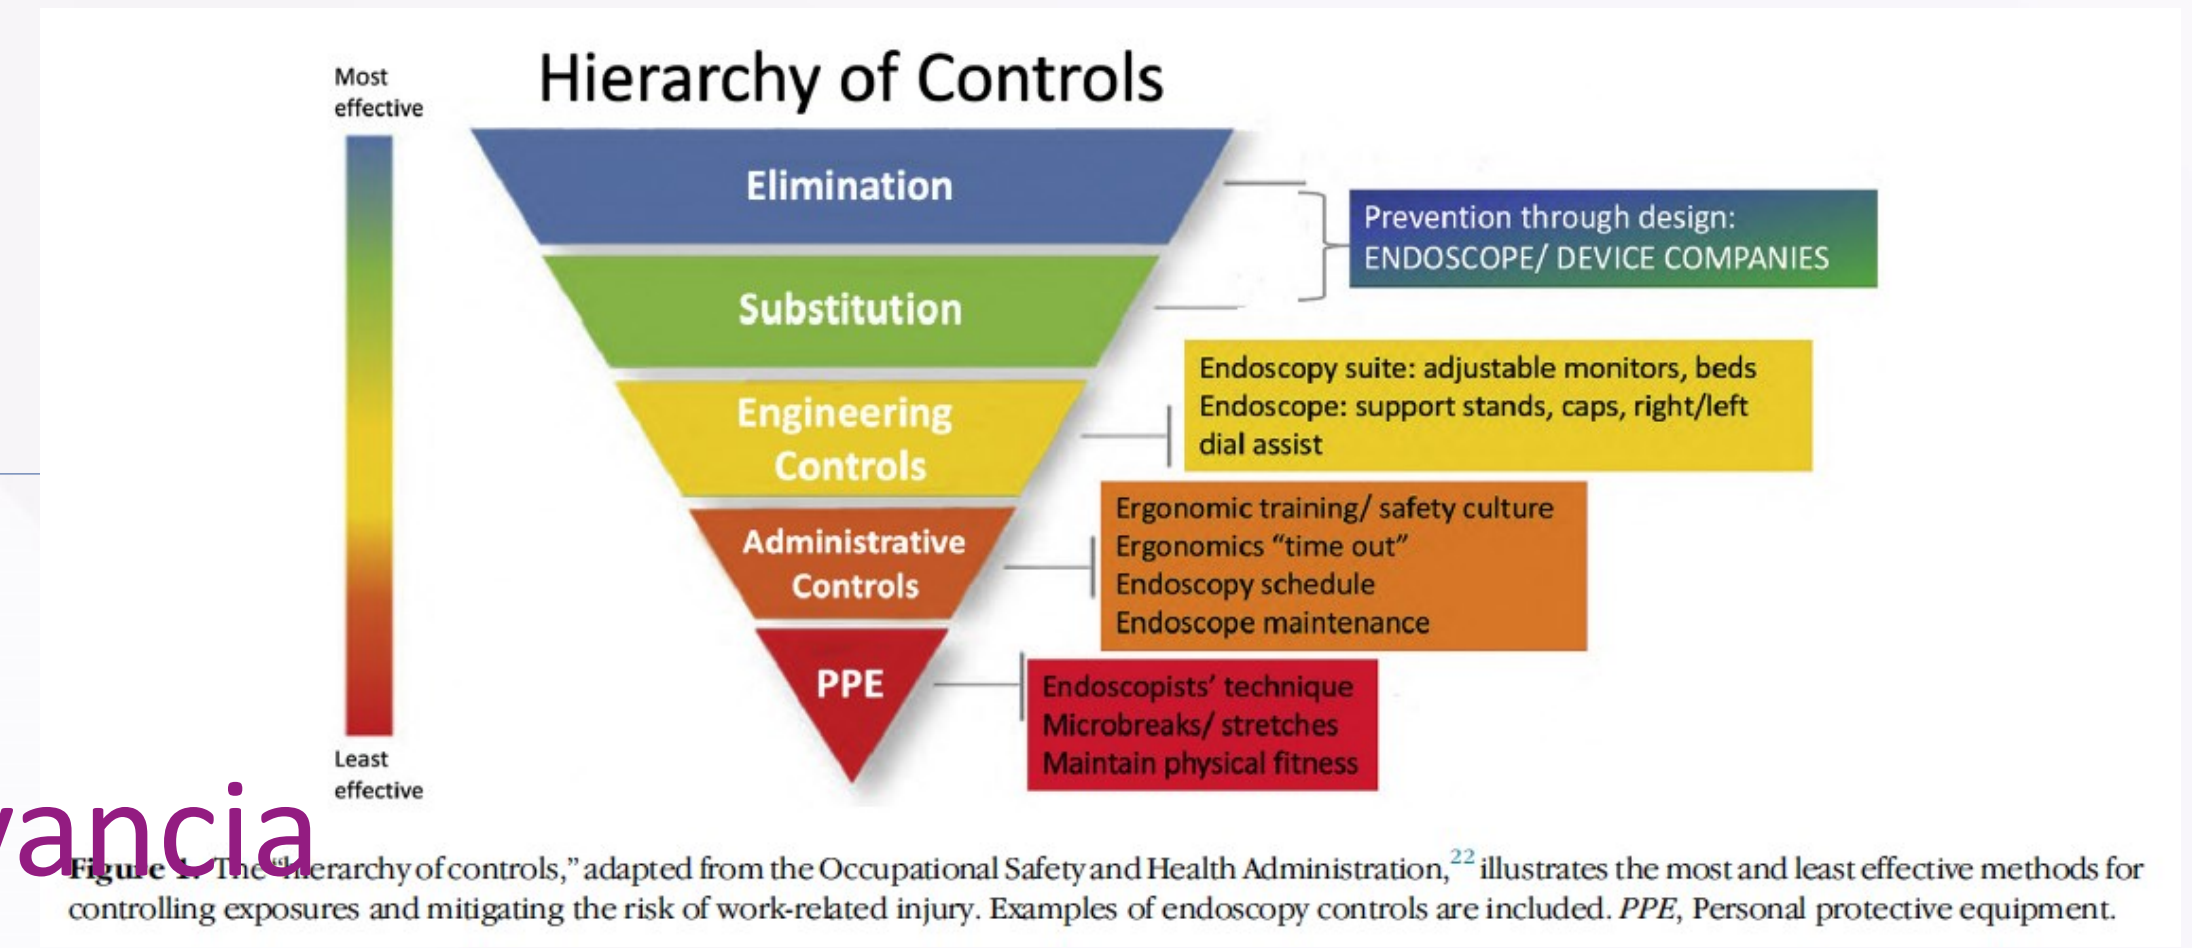 Hierarchy of Controls
Most
effective
Elimination
Substitution
Engineering
Controls
Administrative
Controls
PPE
Least
effective
Prevention through design:
ENDOSCOPE/ DEVICE COMPANIES
Endoscopy suite: adjustable monitors, beds
Endoscope: support stands, caps, right/left
dial assist
Ergonomic training/ safety culture
Ergonomics “time out”
Endoscopy schedule
Endoscope maintenance
Endoscopists’ technique
Microbreaks/ stretches
Maintain physical fitness
vancia
Figure 1. The “hierarchy of controls,” adapted from the Occupational Safety and Health Administration,22 illustrates the most and least effective methods for
controlling exposures and mitigating the risk of work-related injury. Examples of endoscopy controls are included. PPE, Personal protective equipment.